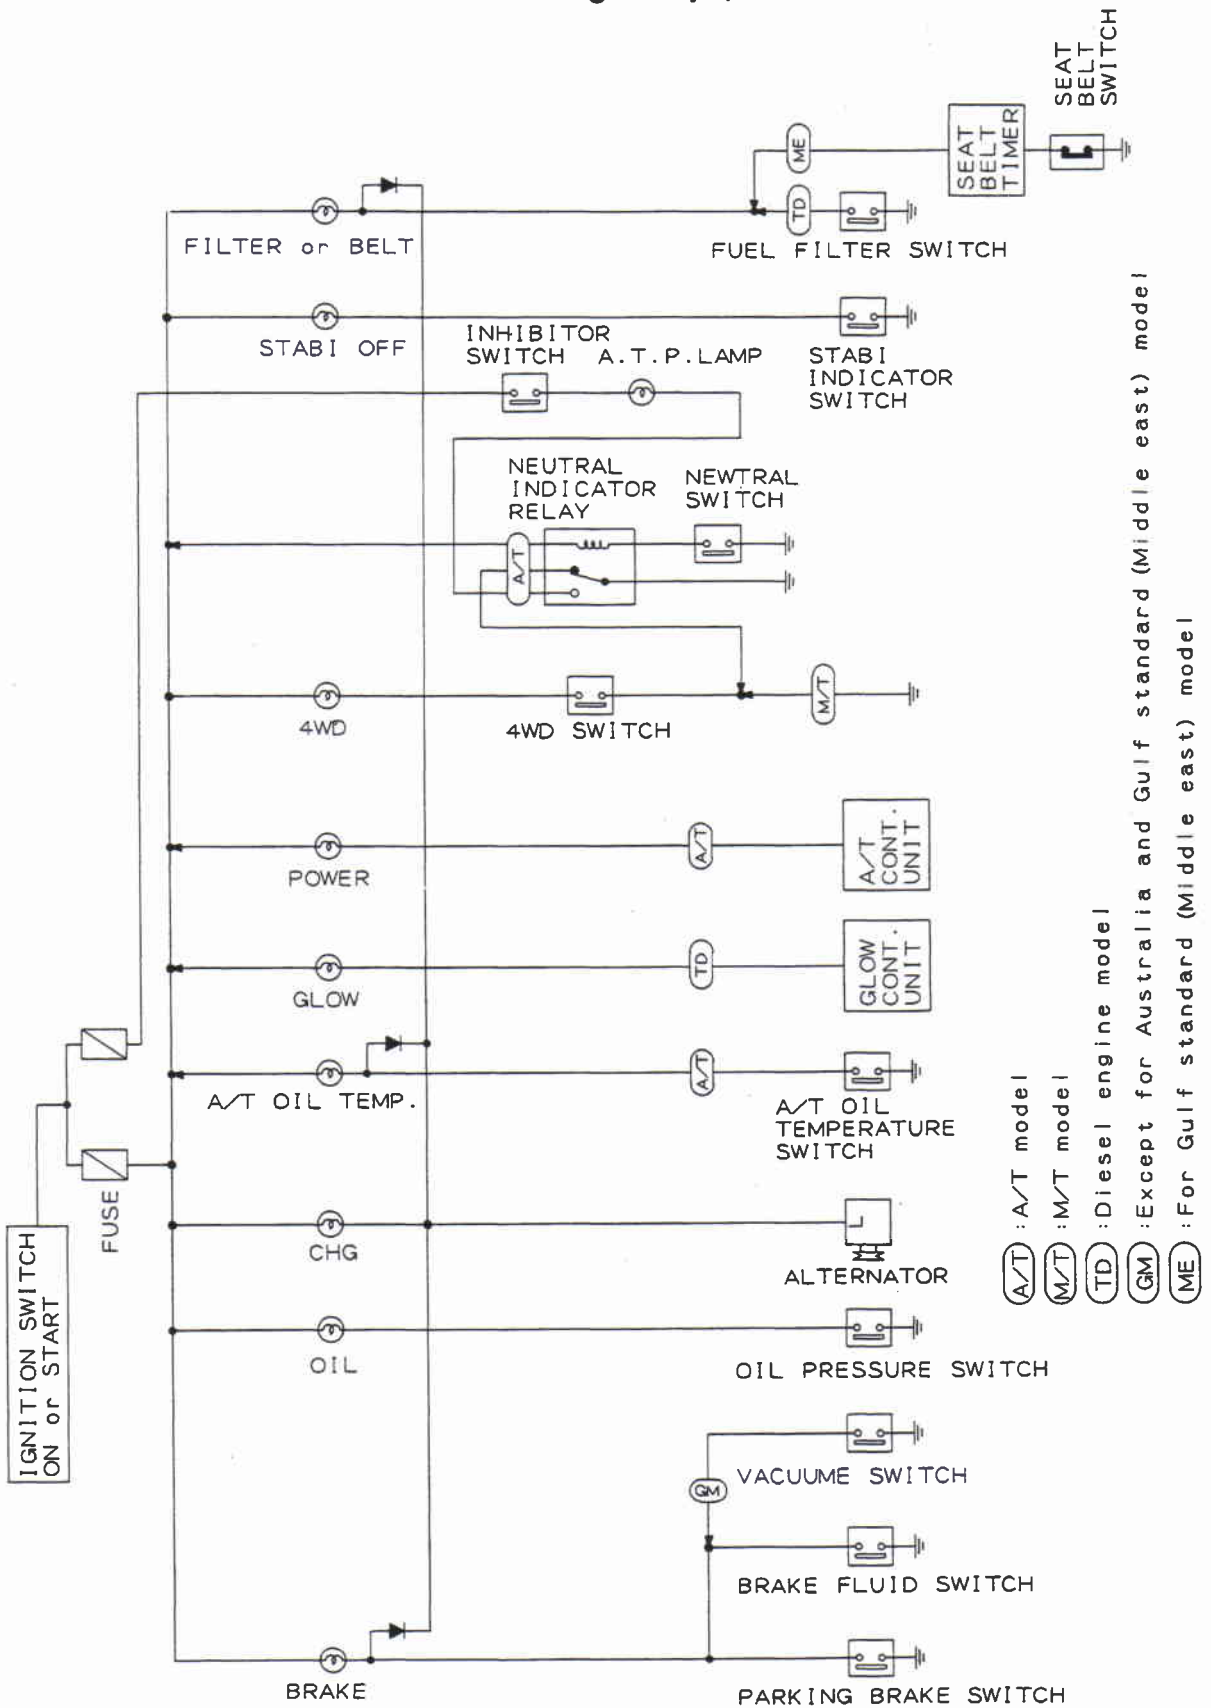 SEAT
BELT
SWITCH
SEAT
BELT
TIMER
ME
TD
FILTER or BELT
FUEL FILTER SWITCH
STABI OFF
INHIBITOR
SWITCH
A.T.P.LAMP
STABI
INDICATOR
SWITCH
NEUTRAL
INDICATOR
RELAY
NEWTRAL
SWITCH
A/T
4WD
4WD SWITCH
M/T
POWER
A/T
A/T
CONT.
UNIT
GLOW
TD
GLOW
CONT.
UNIT
A/T OIL TEMP.
A/T
A/T OIL
TEMPERATURE
SWITCH
FUSE
IGNITION SWITCH
ON or START
CHG
L
ALTERNATOR
OIL
OIL PRESSURE SWITCH
VACUUME SWITCH
GM
BRAKE FLUID SWITCH
BRAKE
PARKING BRAKE SWITCH
A/T :A/T model
M/T :M/T model
TD :Diesel engine model
GM :Except for Australia and Gulf standard (Middle east) model
ME :For Gulf standard (Middle east) model